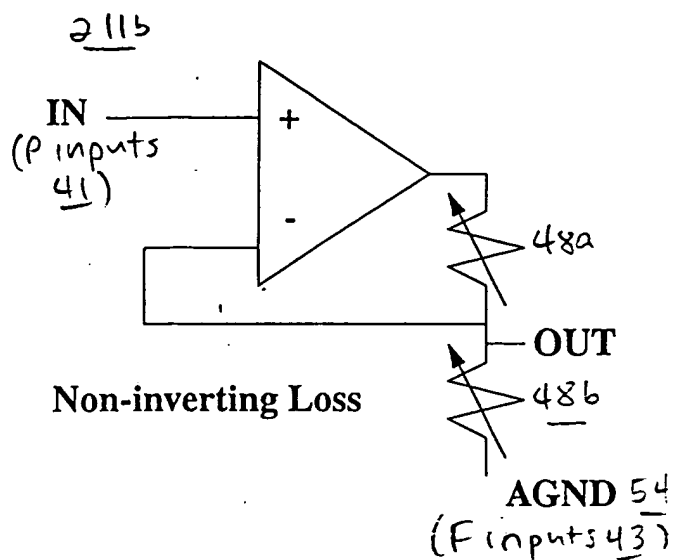 211b
IN
(P inputs
41)
+
-
48a
OUT
Non-inverting Loss
48b
AGND 54
(F inputs 43)